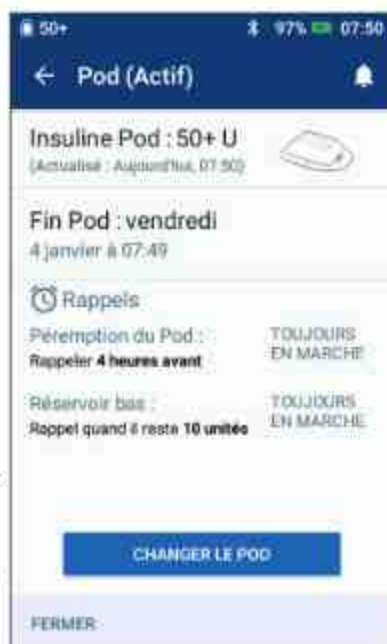 50+ 97% 07:50
Pod (Actif)
Insuline Pod : 50+ U
(Actualisé : Aujourd'hui, 07:50)
Fin Pod : vendredi
4 janvier à 07:49
Rappels
Péremption du Pod : TOUJOURS
Rappeler 4 heures avant EN MARCHE
Réservoir bas : TOUJOURS
Rappel quand il reste 10 unités EN MARCHE
CHANGER LE POD
FERMER